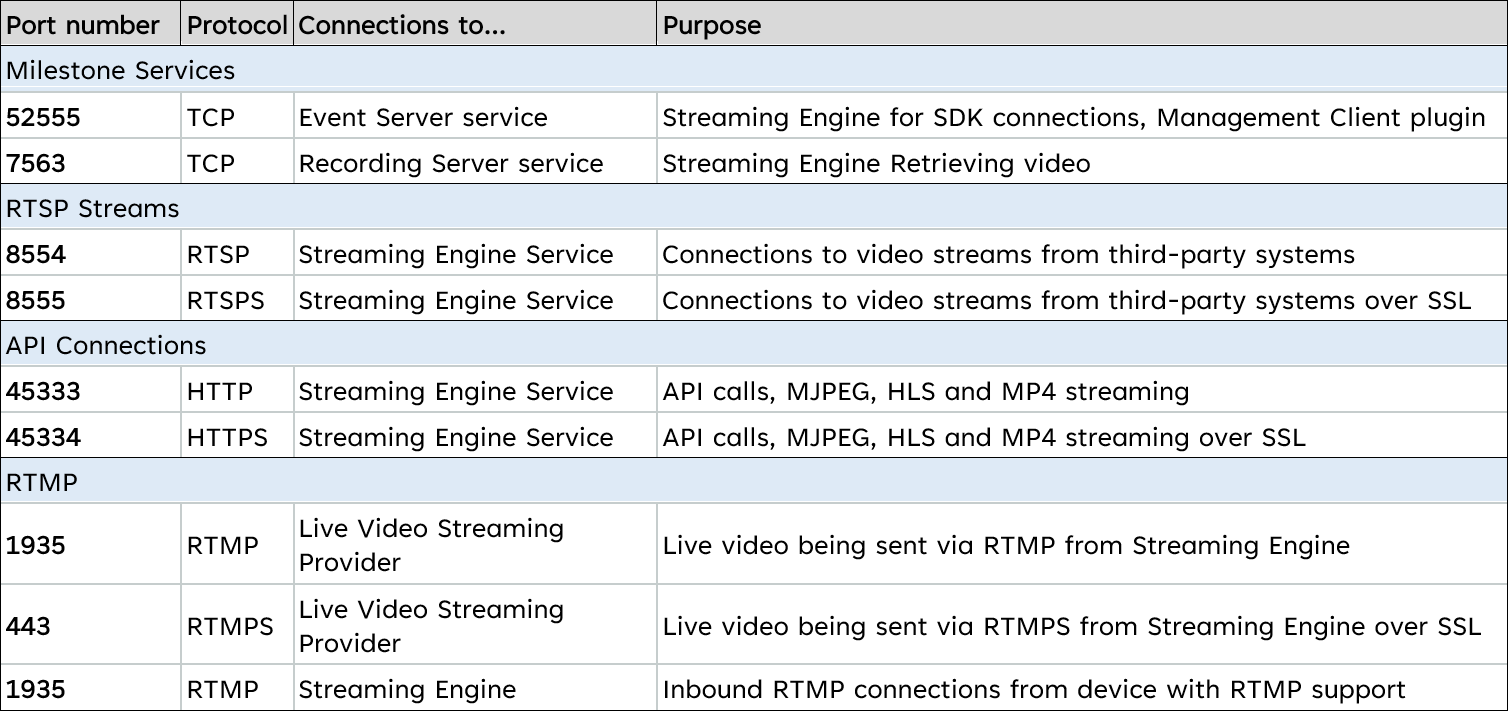 Port number Protocol Connections to... Purpose
Milestone Services
52555 TCP Event Server service Streaming Engine for SDK connections, Management Client plugin
7563 TCP Recording Server service Streaming Engine Retrieving video
RTSP Streams
8554 RTSP Streaming Engine Service Connections to video streams from third-party systems
8555 RTSPS Streaming Engine Service Connections to video streams from third-party systems over SSL
API Connections
45333 HTTP Streaming Engine Service API calls, MJPEG, HLS and MP4 streaming
45334 HTTPS Streaming Engine Service API calls, MJPEG, HLS and MP4 streaming over SSL
RTMP
1935 RTMP Live Video Streaming
Provider Live video being sent via RTMP from Streaming Engine
443 RTMPS Live Video Streaming
Provider Live video being sent via RTMPS from Streaming Engine over SSL
1935 RTMP Streaming Engine Inbound RTMP connections from device with RTMP support